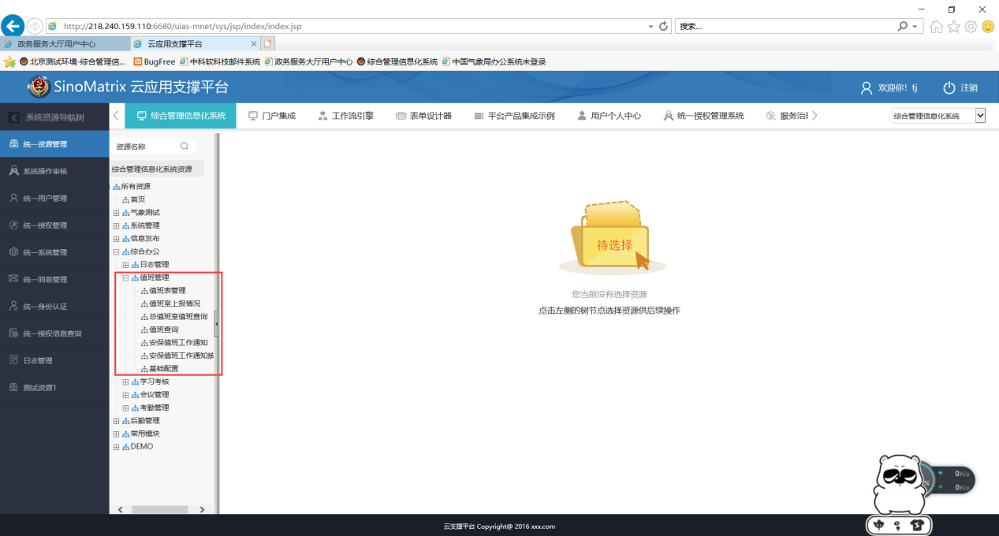 http://218.240.159.110:6680/uias-mnet/sys/jsp/index/index.jsp
搜索...
政务服务大厅用户中心
云应用支撑平台
北京测试环境-综合管理信...
BugFree
中科软科技邮件系统
政务服务大厅用户中心
综合管理信息化系统
中国气象局办公系统未登录
SinoMatrix 云应用支撑平台
欢迎你! tj
注销
系统资源导航树
综合管理信息化系统
门户集成
工作流引擎
表单设计器
平台产品集成示例
用户个人中心
统一授权管理系统
服务治
综合管理信息化系统
统一资源管理
系统操作审核
统一用户管理
统一授权管理
统一系统管理
统一消息管理
统一身份认证
统一授权信息查询
日志管理
测试资源1
资源名称
综合管理信息化系统资源
所有资源
首页
气象测试
系统管理
信息发布
综合办公
日志管理
值班管理
值班表管理
值班室上报情况
总值班室值班查询
值班查询
安保值班工作通知
安保值班工作通知接
基础配置
学习考核
会议管理
考勤管理
后勤管理
常用模块
DEMO
待选择
您当前没有选择资源
点击左侧的树节点选择资源供后续操作
%
0K/s
0K/s
中
云支撑平台 Copyright@ 2016 xxx.com